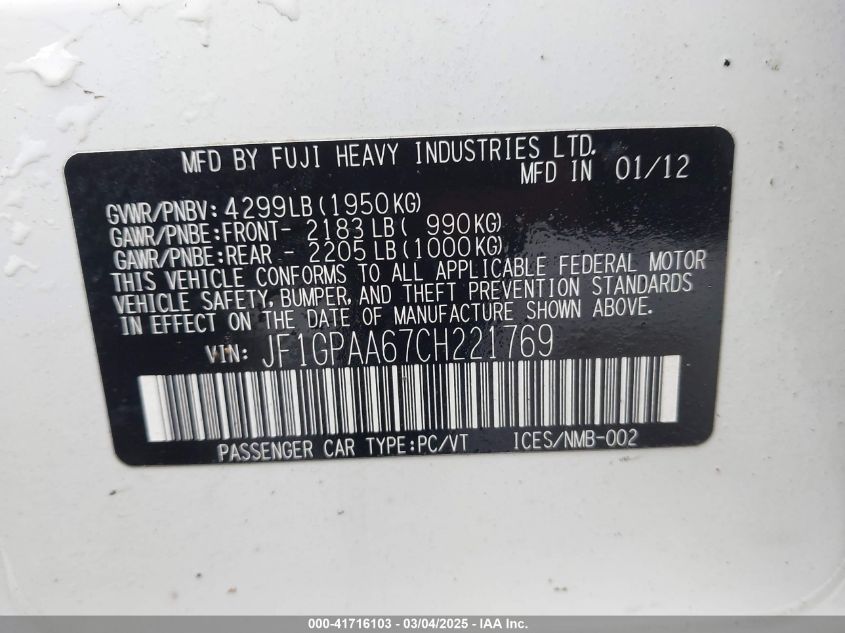 MFD BY FUJI HEAVY INDUSTRIES LTD.
MFD IN 01/12
GVWR/PNBV: 4299LB(1950KG)
GAWR/PNBE:FRONT- 2183LB( 990KG)
GAWR/PNBE:REAR - 2205LB(1000KG)
THIS VEHICLE CONFORMS TO ALL APPLICABLE FEDERAL MOTOR
VEHICLE SAFETY, BUMPER, AND THEFT PREVENTION STANDARDS
IN EFFECT ON THE DATE OF MANUFACTURE SHOWN ABOVE.
VIN: JF1GPAA67CH221769
PASSENGER CAR TYPE:PC/VT ICES/NMB-002
000-41716103 - 03/04/2025 - IAA Inc.